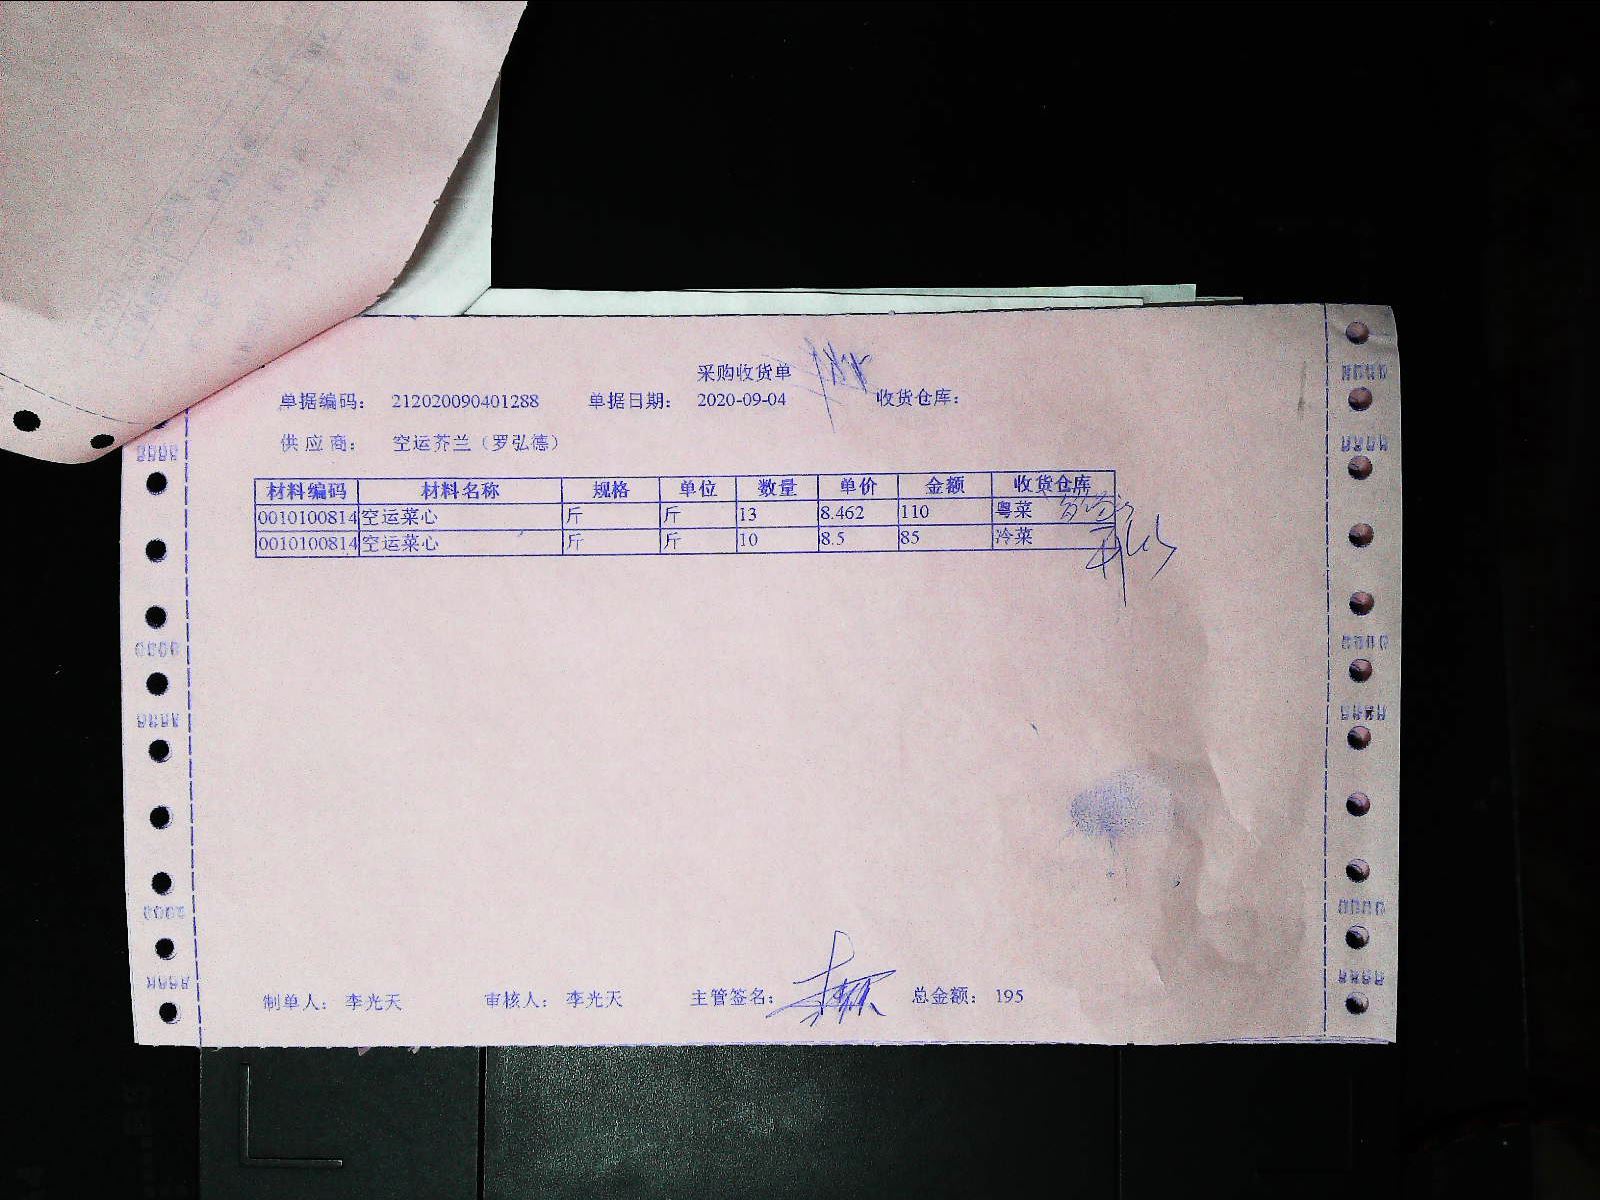 采购收货单
单据编码： 212020090401288 单据日期： 2020-09-04 收货仓库：
供 应 商： 空运芥兰（罗弘德）
材料编码 材料名称 规格 单位 数量 单价 金额 收货仓库
0010100814 空运菜心 斤 斤 13 8.462 110 粤菜
0010100814 空运菜心 斤 斤 10 8.5 85 冷菜
制单人： 李光天 审核人： 李光天 主管签名： 总金额： 195